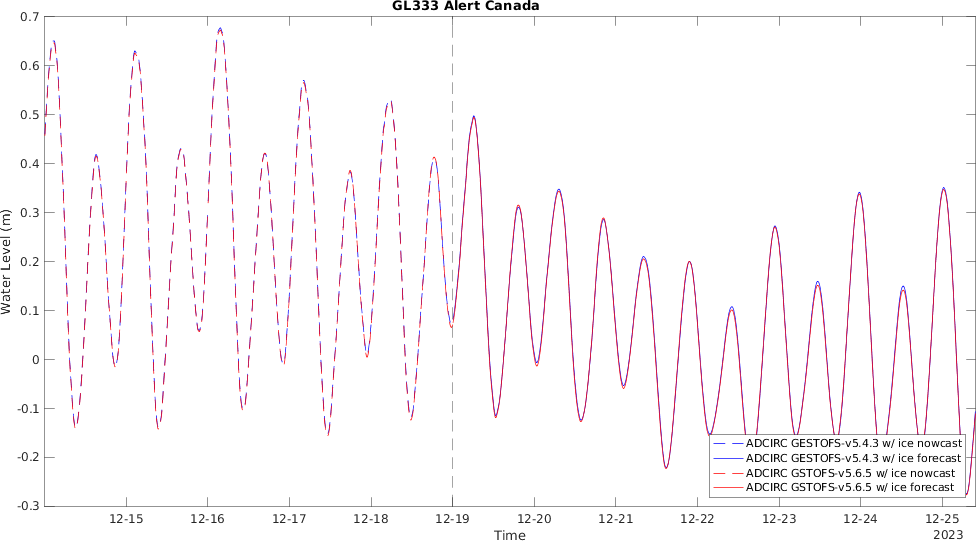 GL333 Alert Canada
0.7
0.6
0.5
0.4
0.3
0.2
0.1
0
-0.1
-0.2
-0.3
Water Level (m)
ADCIRC GESTOFS-v5.4.3 w/ ice nowcast
ADCIRC GESTOFS-v5.4.3 w/ ice forecast
ADCIRC GSTOFS-v5.6.5 w/ ice nowcast
ADCIRC GSTOFS-v5.6.5 w/ ice forecast
12-15 12-16 12-17 12-18 12-19 12-20 12-21 12-22 12-23 12-24 12-25
Time 2023